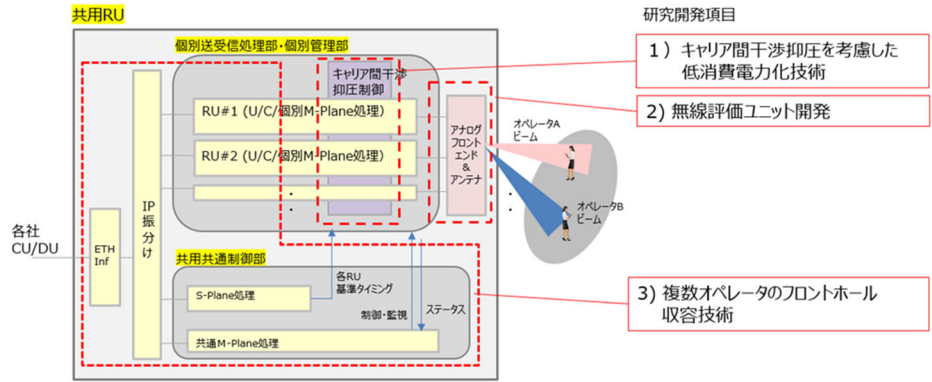 共用RU
研究開発項目
個別送受信処理部・個別管理部
キャリア間干渉
抑圧制御
1）キャリア間干渉抑圧を考慮した
低消費電力化技術
RU#1 (U/C/個別M-Plane処理)
RU#2 (U/C/個別M-Plane処理)
・
・
アナログ
フロント
エンド
&
アンテナ
2）無線評価ユニット開発
オペレータA
ビーム
オペレータB
ビーム
・
・
IP
振分け
各社
CU/DU
ETH
Inf
共用共通制御部
各RU
基準タイミング
S-Plane処理
制御・監視
ステータス
共通M-Plane処理
3）複数オペレータのフロントホール
収容技術